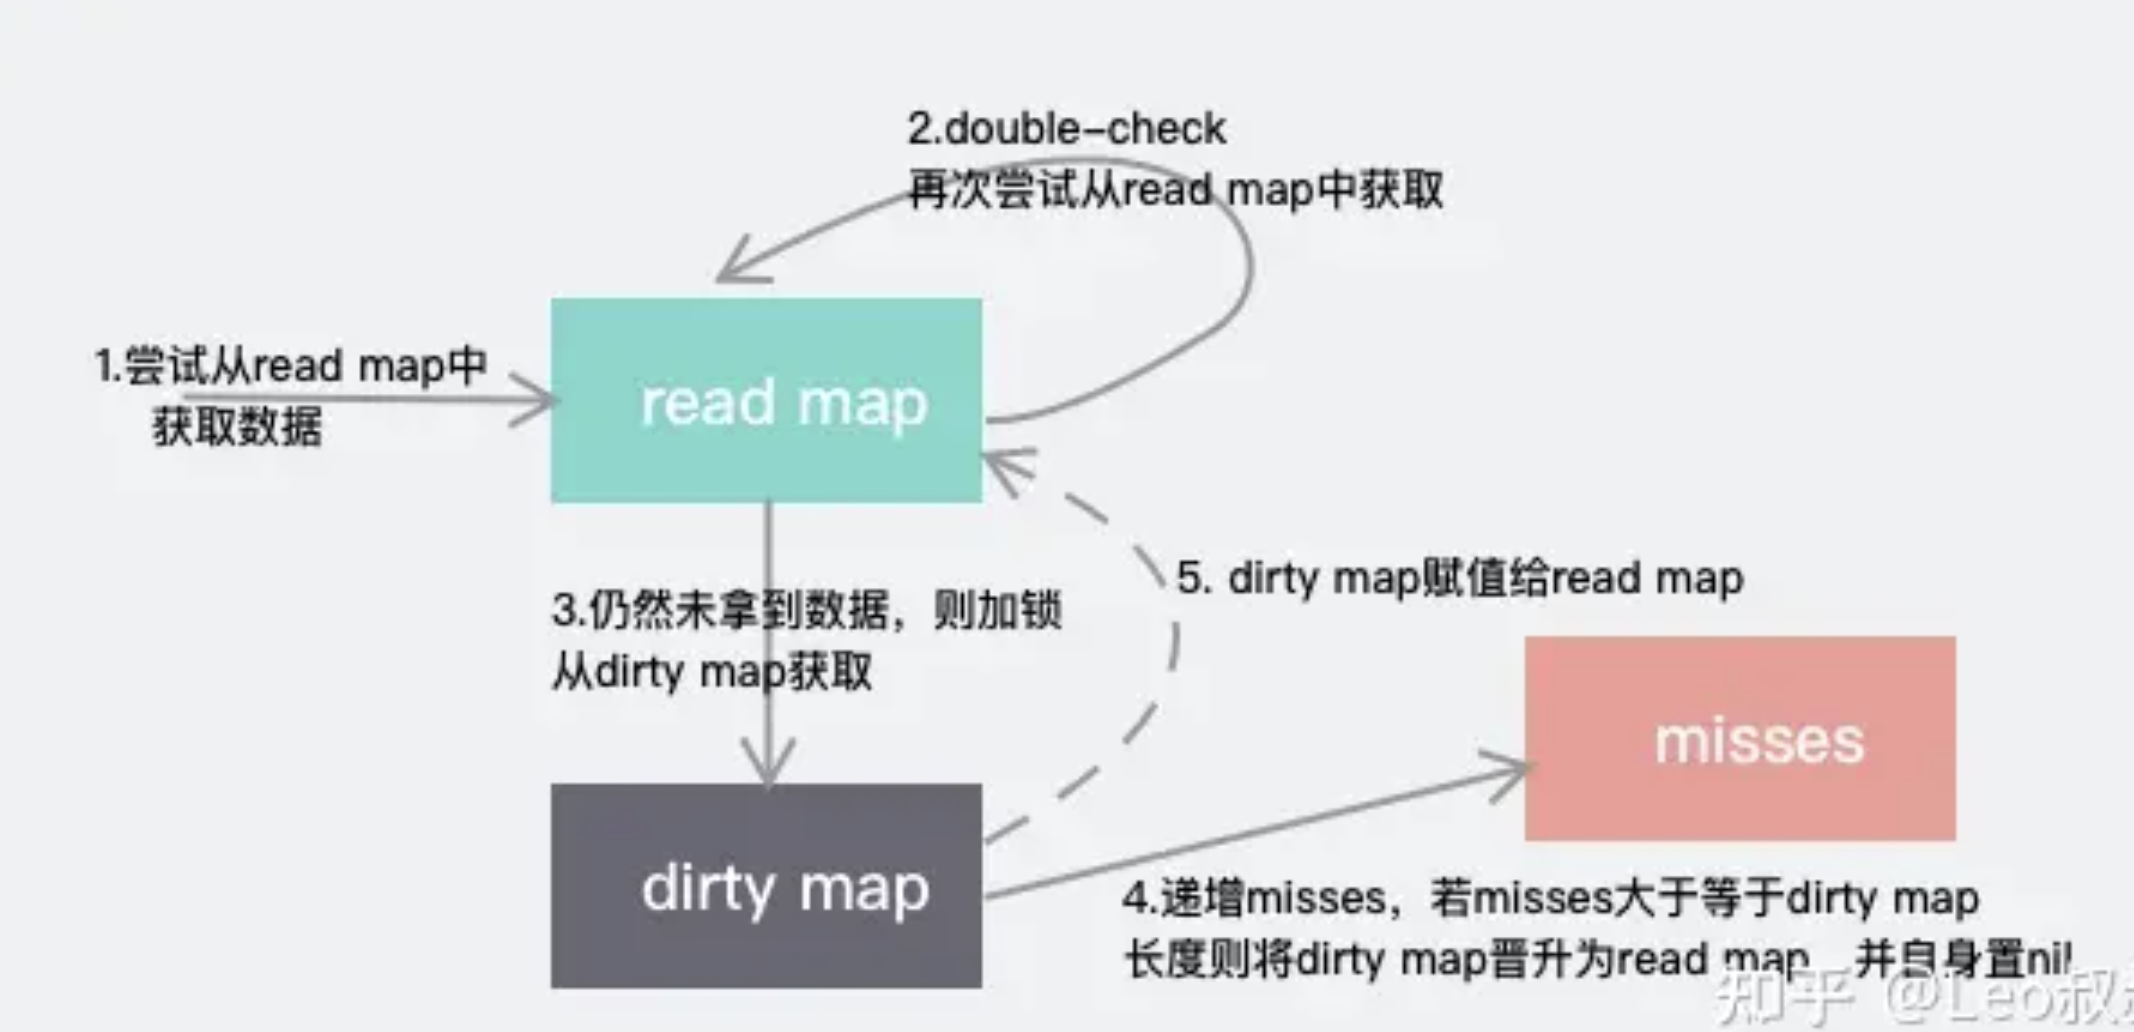 2.double-check
再次尝试从read map中获取
1.尝试从read map中
获取数据
read map
5. dirty map赋值给read map
3.仍然未拿到数据，则加锁
从dirty map获取
misses
dirty map
4.递增misses，若misses大于等于dirty map
长度则将dirty map晋升为read map，并自身置nil
知乎 @Leo叔